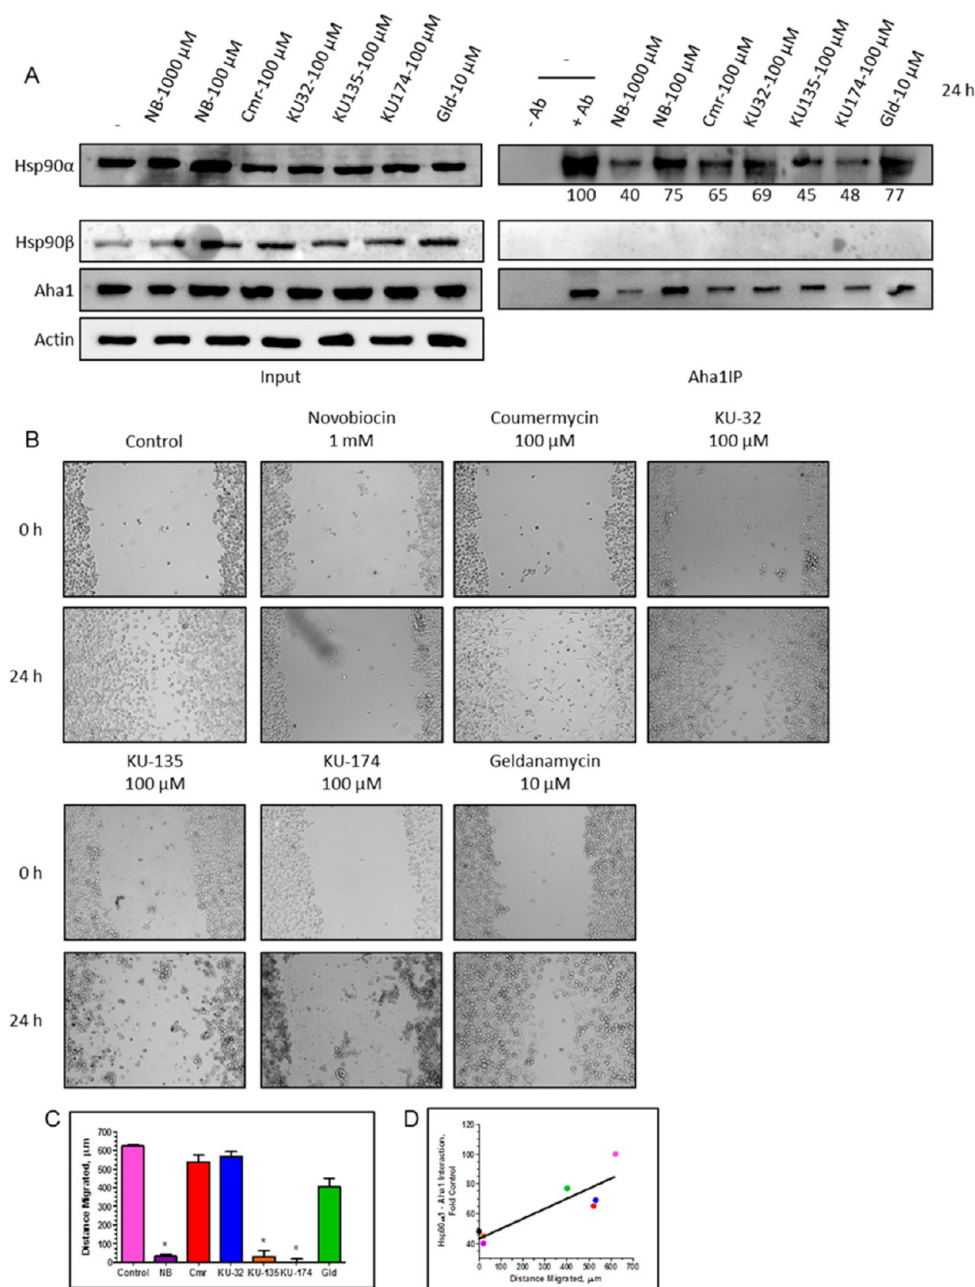 A
-
NB-1000 µM
NB-100 µM
Cmr-100 µM
KU32-100 µM
KU135-100 µM
KU174-100 µM
Gld-10 µM
-
- Ab
+ Ab
NB-1000 µM
NB-100 µM
Cmr-100 µM
KU32-100 µM
KU135-100 µM
KU174-100 µM
Gld-10 µM
24 h
Hsp90α
100 40 75 65 69 45 48 77
Hsp90β
Aha1
Actin
Input
Aha1IP
B
Control
Novobiocin
1 mM
Coumermycin
100 µM
KU-32
100 µM
0 h
24 h
KU-135
100 µM
KU-174
100 µM
Geldanamycin
10 µM
0 h
24 h
C
Distance Migrated, µm
700
600
500
400
300
200
100
0
* * *
Control NB Cmr KU-32 KU-135 KU-174 Gld
D
Hsp90α - Aha1 Interaction,
Fold Control
120
100
80
60
40
0 100 200 300 400 500 600 700
Distance Migrated, µm